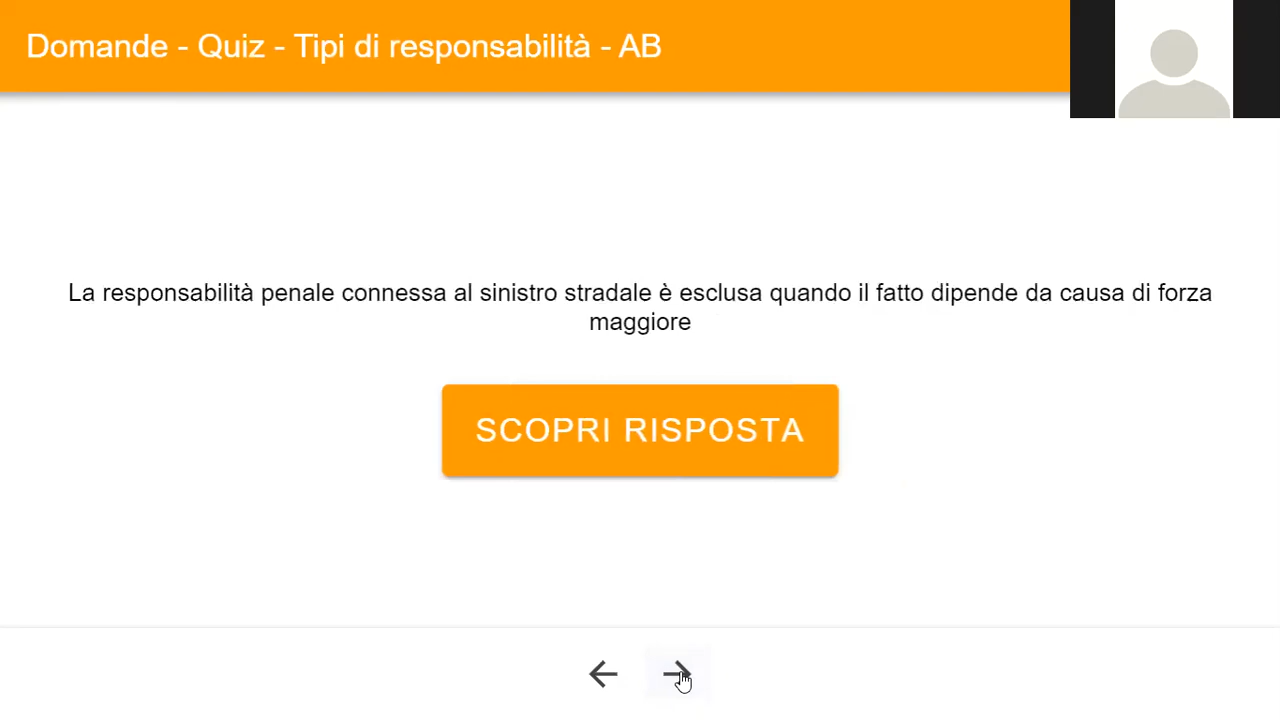 Domande - Quiz - Tipi di responsabilità - AB
La responsabilità penale connessa al sinistro stradale è esclusa quando il fatto dipende da causa di forza
maggiore
SCOPRI RISPOSTA